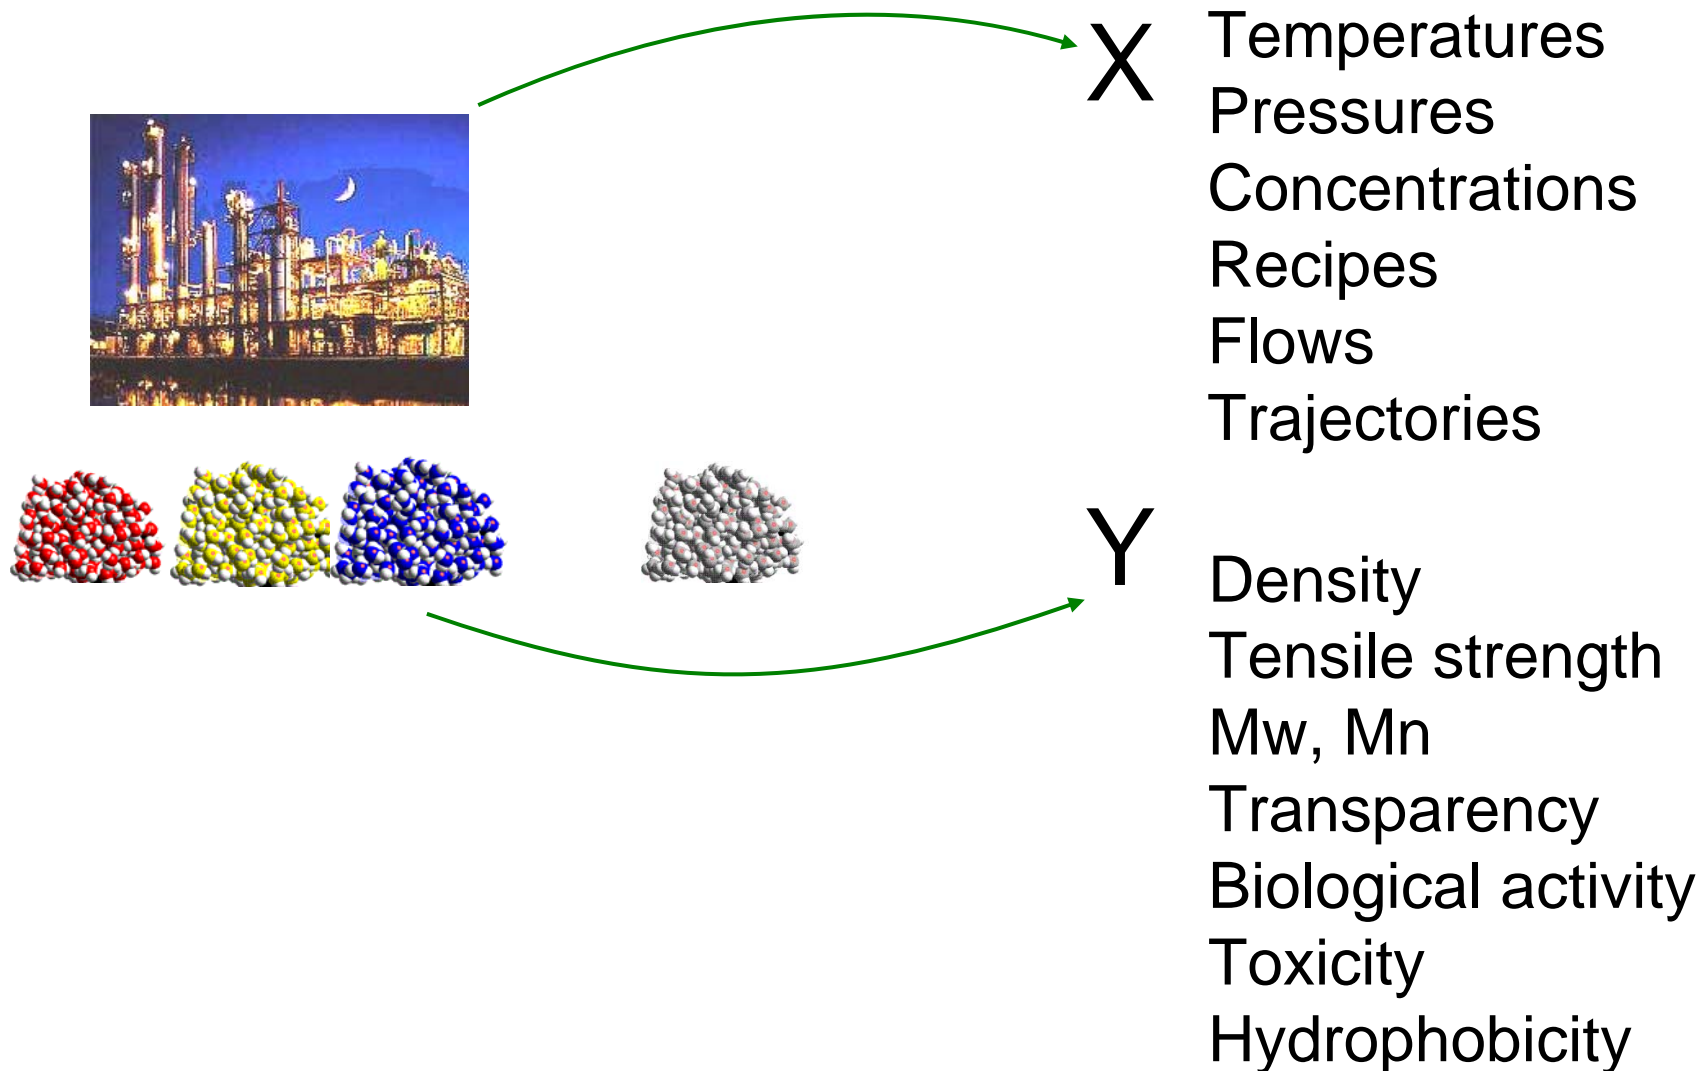 X
Temperatures
Pressures
Concentrations
Recipes
Flows
Trajectories
Y
Density
Tensile strength
Mw, Mn
Transparency
Biological activity
Toxicity
Hydrophobicity